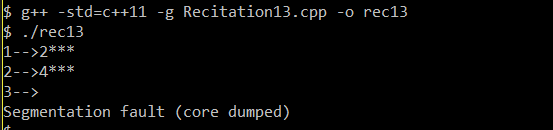 $ g++ -std=c++11 -g Recitation13.cpp -o rec13
$ ./rec13
1-->2***
2-->4***
3-->
Segmentation fault (core dumped)
$